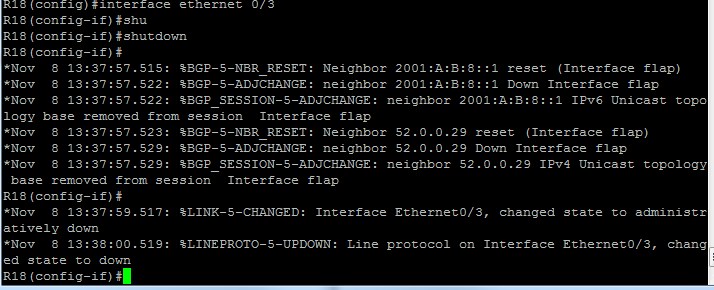 R18(config)#interface ethernet 0/3
R18(config-if)#shu
R18(config-if)#shutdown
R18(config-if)#
*Nov  8 13:37:57.515: %BGP-5-NBR_RESET: Neighbor 2001:A:B:8::1 reset (Interface flap)
*Nov  8 13:37:57.522: %BGP-5-ADJCHANGE: neighbor 2001:A:B:8::1 Down Interface flap
*Nov  8 13:37:57.522: %BGP_SESSION-5-ADJCHANGE: neighbor 2001:A:B:8::1 IPv6 Unicast topo
logy base removed from session  Interface flap
*Nov  8 13:37:57.523: %BGP-5-NBR_RESET: Neighbor 52.0.0.29 reset (Interface flap)
*Nov  8 13:37:57.529: %BGP-5-ADJCHANGE: neighbor 52.0.0.29 Down Interface flap
*Nov  8 13:37:57.529: %BGP_SESSION-5-ADJCHANGE: neighbor 52.0.0.29 IPv4 Unicast topology
 base removed from session  Interface flap
R18(config-if)#
*Nov  8 13:37:59.517: %LINK-5-CHANGED: Interface Ethernet0/3, changed state to administr
atively down
*Nov  8 13:38:00.519: %LINEPROTO-5-UPDOWN: Line protocol on Interface Ethernet0/3, chang
ed state to down
R18(config-if)#